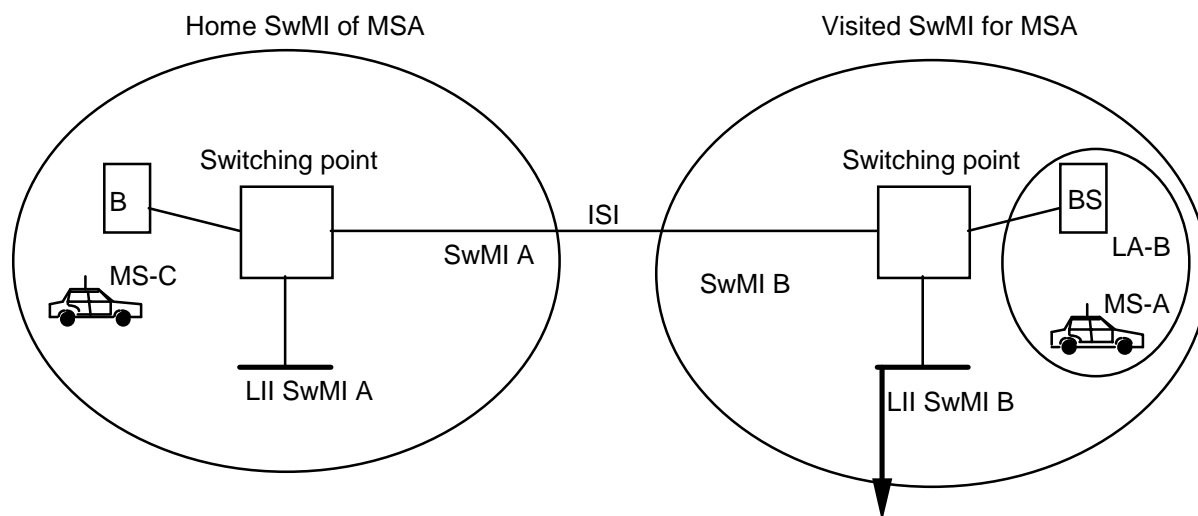 Home SwMI of MSA
Visited SwMI for MSA
Switching point
Switching point
B
BS
ISI
SwMI A
LA-B
MS-C
SwMI B
MS-A
LII SwMI A
LII SwMI B